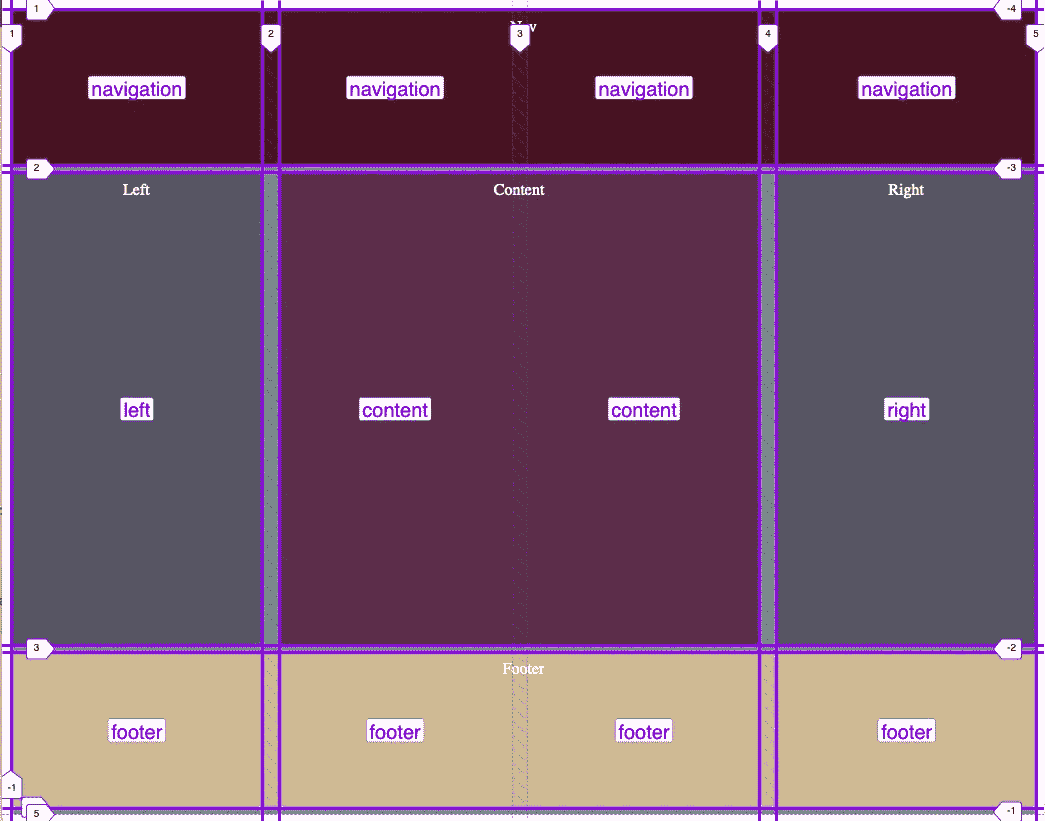 1 -4
1 2 3 4 5
navigation navigation navigation navigation
2 -3
Left Content Right
left content content right
3 -2
Footer
footer footer footer footer
-1
5 -1